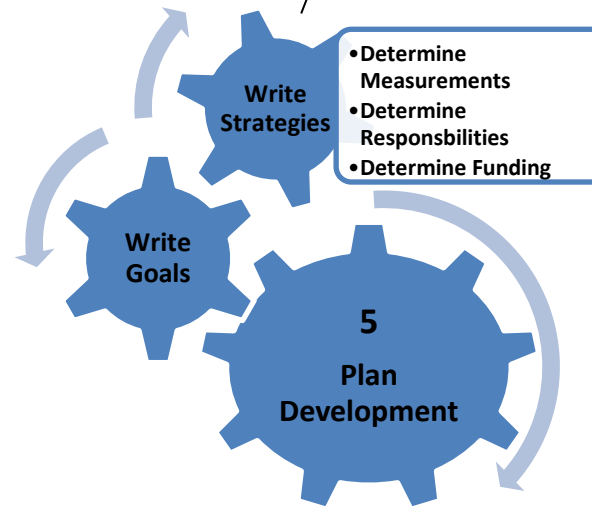 Write
Strategies
•Determine
Measurements
•Determine
Responsbilities
•Determine Funding
Write
Goals
5
Plan
Development